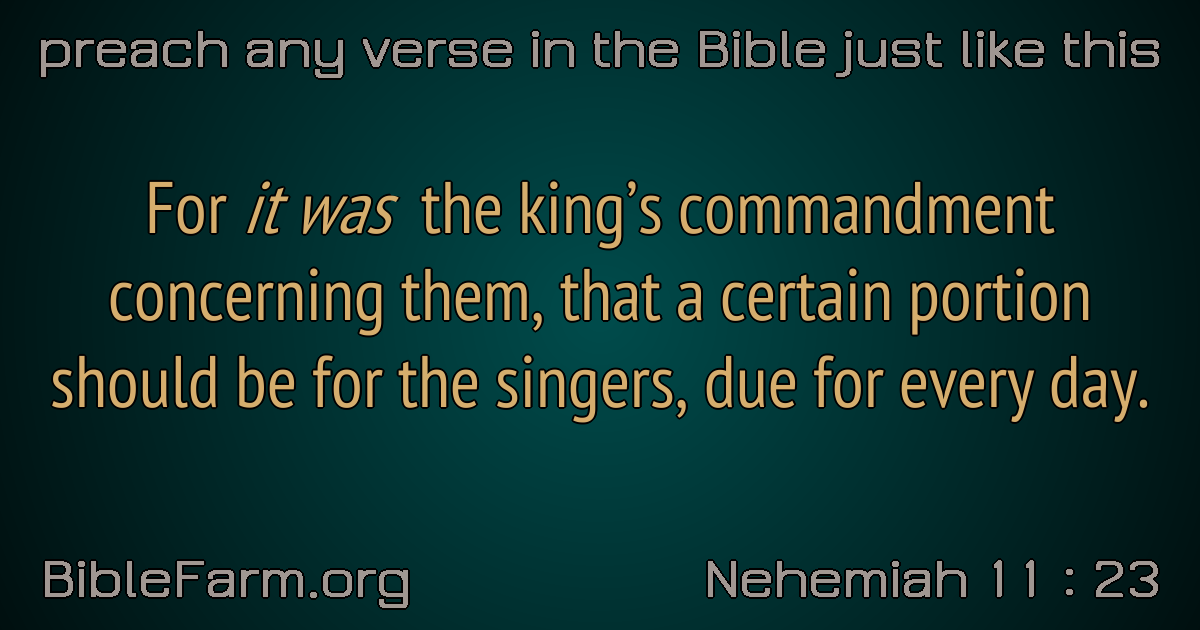 preach any verse in the Bible just like this
For it was the king’s commandment
concerning them, that a certain portion
should be for the singers, due for every day.
BibleFarm.org
Nehemiah 11 : 23